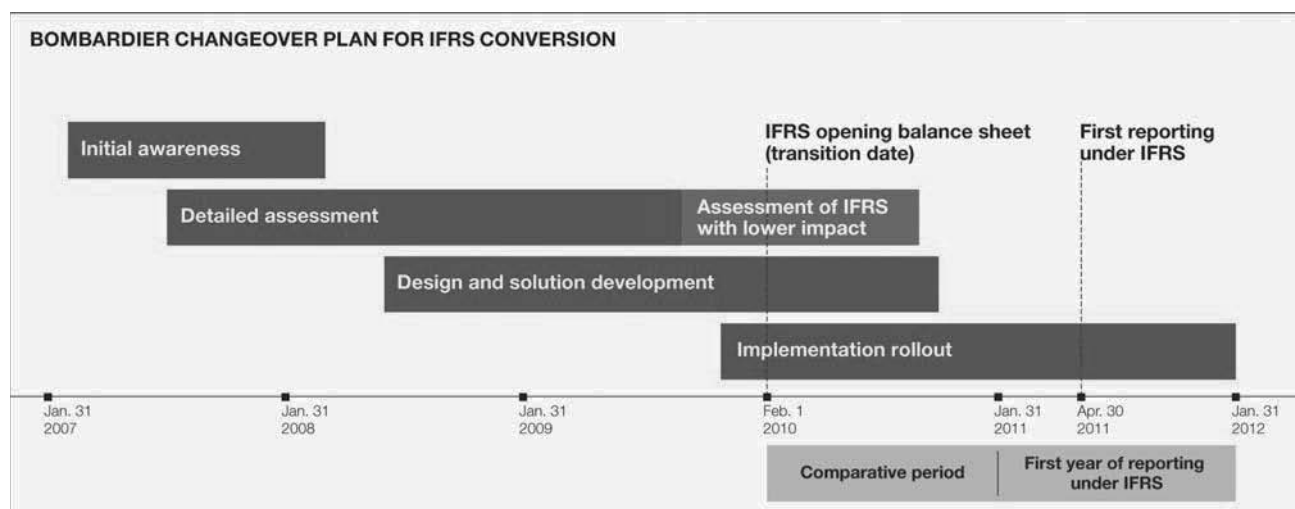 BOMBARDIER CHANGEOVER PLAN FOR IFRS CONVERSION
Initial awareness
IFRS opening balance sheet
(transition date)
First reporting
under IFRS
Detailed assessment
Assessment of IFRS
with lower impact
Design and solution development
Implementation rollout
Jan. 31
2007
Jan. 31
2008
Jan. 31
2009
Feb. 1
2010
Jan. 31
2011
Apr. 30
2011
Jan. 31
2012
Comparative period
First year of reporting
under IFRS